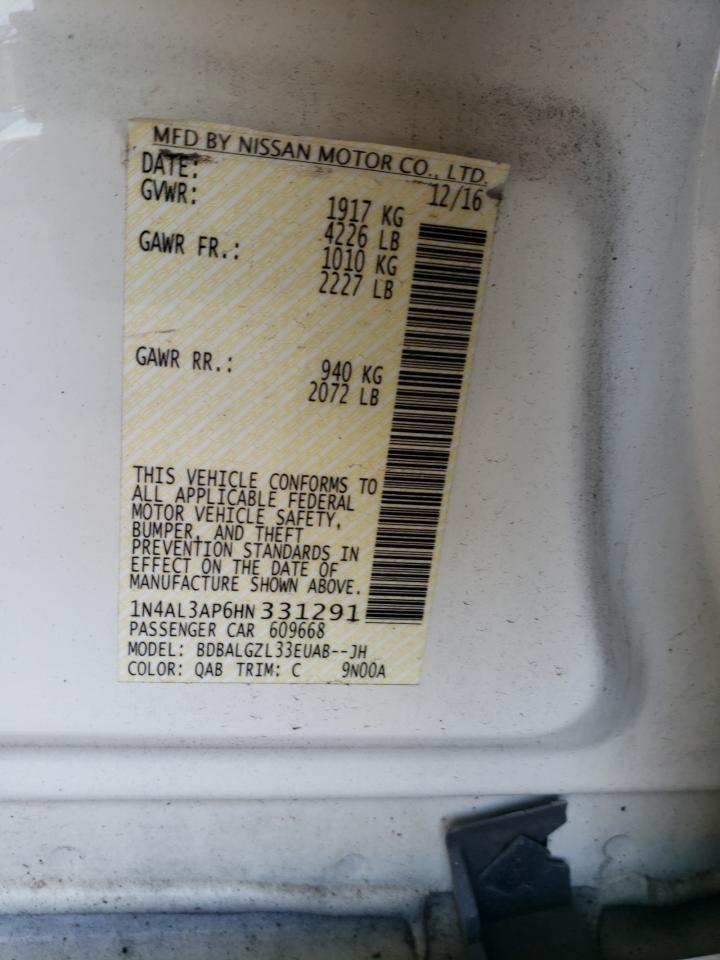 MFD BY NISSAN MOTOR CO., LTD.
DATE: 12/16
GVWR: 1917 KG
4226 LB
GAWR FR.: 1010 KG
2227 LB
GAWR RR.: 940 KG
2072 LB
THIS VEHICLE CONFORMS TO
ALL APPLICABLE FEDERAL
MOTOR VEHICLE SAFETY,
BUMPER, AND THEFT
PREVENTION STANDARDS IN
EFFECT ON THE DATE OF
MANUFACTURE SHOWN ABOVE.
1N4AL3AP6HN331291
PASSENGER CAR 609668
MODEL: BDBALGZL33EUAB--JH
COLOR: QAB TRIM: C 9N00A